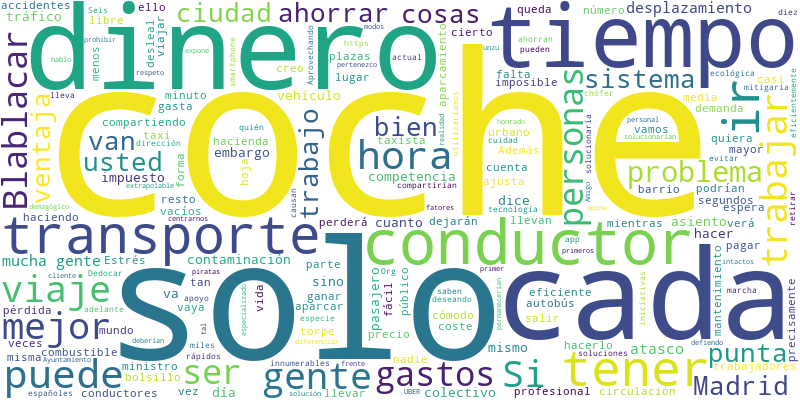 coche
solo
cada
dinero
tiempo
transporte
conductor
hora
tener
puede
mejor
viaje
gente
gastos
problema
personas
trabajar
ir
Blablacar
ciudad
ahorrar cosas
sistema
usted
van
bien
ventaja
trabajo
Si
ser
Madrid
punta
desplazamiento
accidentes
tráfico
ello
libre
Seis
viajar
desleal
menos
creo
plazas
lugar
minuto
gasta
vehículo
compartiendo
taxi
dirección
quién
hacienda
embargo
impuesto
forma
hoja
taxista
competencia
compartirían
aparcamiento
cierto
número
diez
queda
https
ahorran
pueden
modos
actual
pertenezco
hablo
prohibir
respeto
expone
smartphone
Aprovechando
falta
imposible
casi
mitigaría
ecológica
eficientemente
unzu
chófer
media
demanda
utilizaríamos
honrado
realidad
urbano
Además
cuenta
ajusta
cuidad
personal
solucionarían
solucionaría
vamos
quiera
mayor
evitar
barrio
podrían
segundos
espera
Amigo
opino
retirar
resto
vacios
haciendo
lleva
extrapolable
demagógico
centrarnos
causan
factores
perderá
cuanto
dejarán
dice
tecnología
llevan
asiento
mientras
verá
hacer
pagar
app
primeros
intactos
mucha gente
Estrés
contaminación
parte
sino
Org
pasajero
fácil
público
saben
deseando
primer
permanecerían
eficiente
autobús
salir
iniciativas
mantenimiento
marcha
precisamente
piratas
cliente
Dedocar
va
vaya
apoyo
tan
especializado
vida
ganar
aparcar
especie
cómodo
coste
precio
torpe
diferenciar
pérdida
adelante
veces
mundo
combustible
misma
Ayuntamiento
ministro
bolsillo
deberían
tal
miles
rápidos
nadie
mismo
hacerlo
atasco
soluciones
defiendo
trabajadores
españoles
conductores
vez
día
solución
innumerables
llevar
frente
UBER
colectivo
profesional
circulación